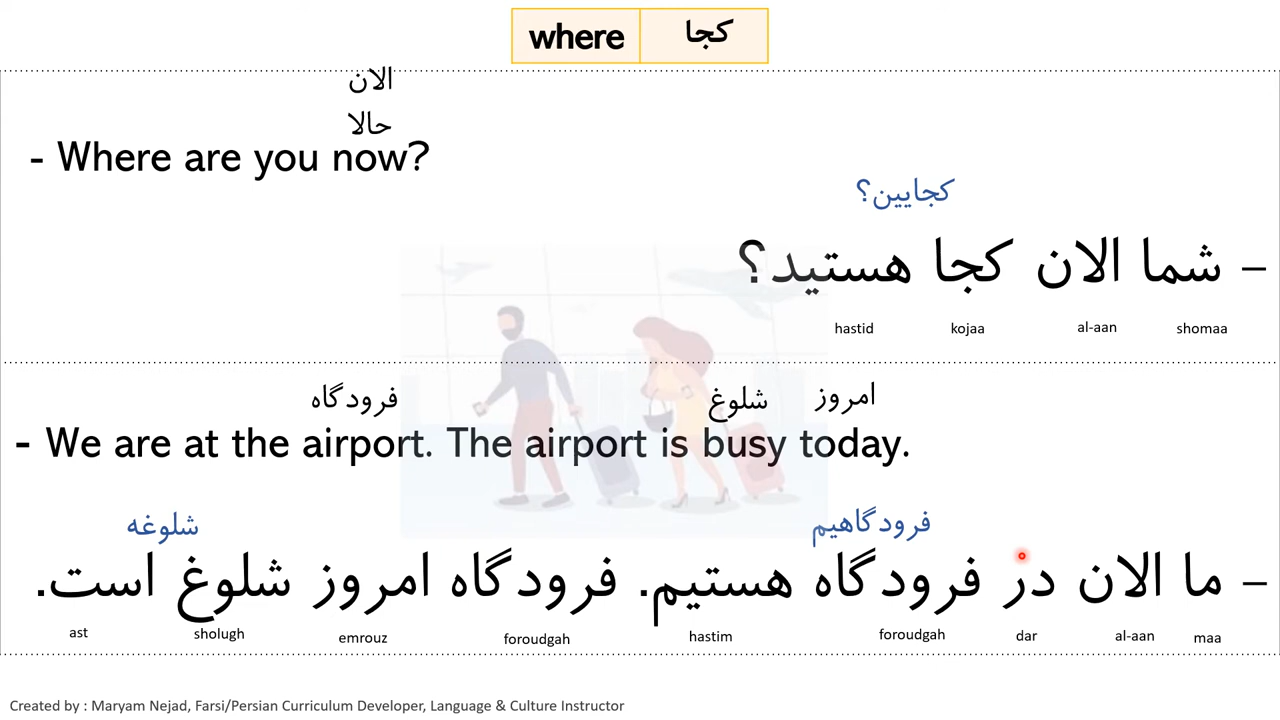 where کجا
الان
حالا
- Where are you now?
کجایین؟
– شما الان کجا هستید؟
hastid kojaa al-aan shomaa
فرودگاه شلوغ امروز
- We are at the airport. The airport is busy today.
شلوغه فرودگاهیم
– ما الان در فرودگاه هستیم. فرودگاه امروز شلوغ است.
ast sholugh emrouz foroudgah hastim foroudgah dar al-aan maa
Created by : Maryam Nejad, Farsi/Persian Curriculum Developer, Language & Culture Instructor